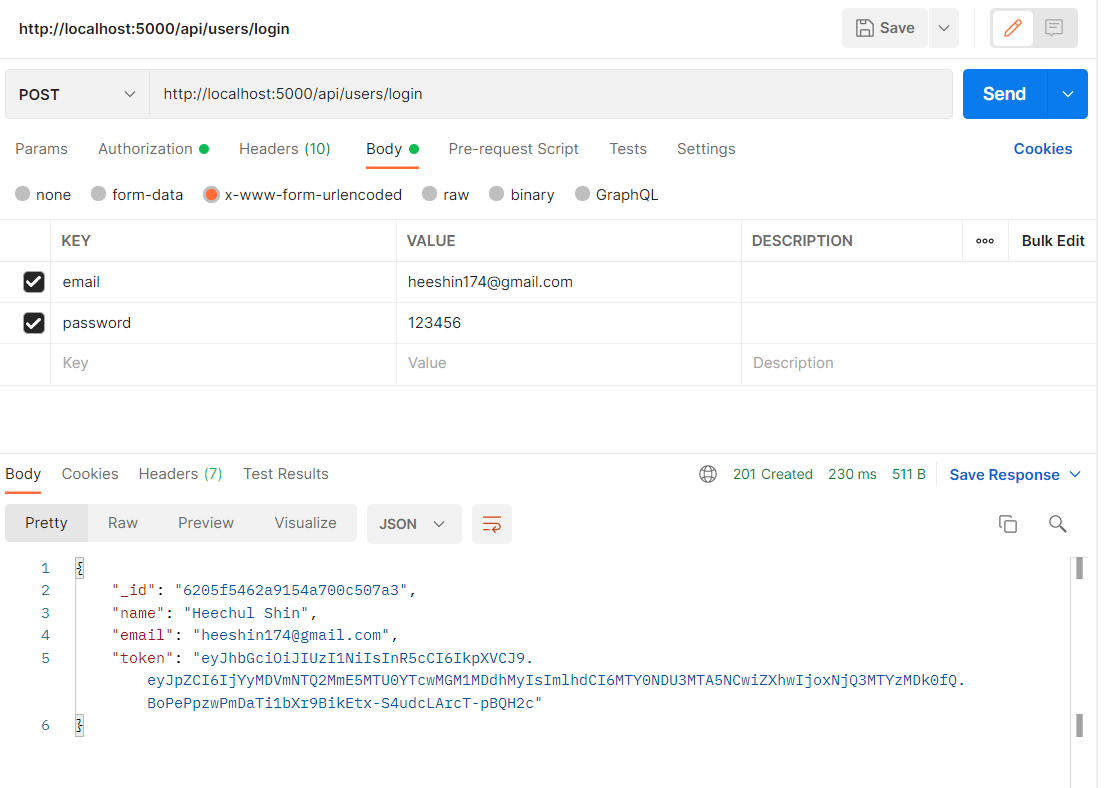 http://localhost:5000/api/users/login
Save
POST
http://localhost:5000/api/users/login
Send
Params Authorization Headers (10) Body Pre-request Script Tests Settings Cookies
none form-data x-www-form-urlencoded raw binary GraphQL
KEY VALUE DESCRIPTION Bulk Edit
email heeshin174@gmail.com
password 123456
Key Value Description
Body Cookies Headers (7) Test Results 201 Created 230 ms 511 B Save Response
Pretty Raw Preview Visualize JSON
1 {
2 "_id": "6205f5462a9154a700c507a3",
3 "name": "Heechul Shin",
4 "email": "heeshin174@gmail.com",
5 "token": "eyJhbGciOiJIUzI1NiIsInR5cCI6IkpXVCJ9.
eyJpZCI6IjYyMDVmNTQ2MmE5MTU0YTcwMGM1MDdhMyIsImlhdCI6MTY0NDU3MTA5NCwiZXhwIjoxNjQ3MTYzMDk0fQ.
BoPePpzwPmDaTi1bXr9BikEtx-S4udcLArcT-pBQH2c"
6 }